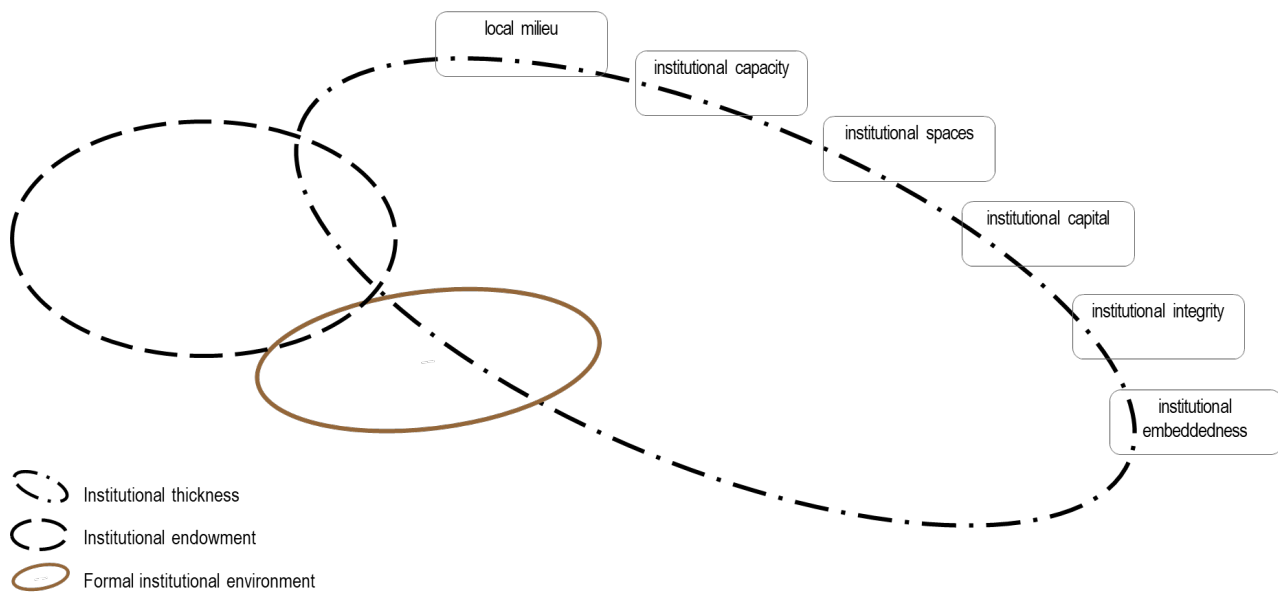 local milieu
institutional capacity
institutional spaces
institutional capital
institutional integrity
institutional
embeddedness
Institutional thickness
Institutional endowment
Formal institutional environment